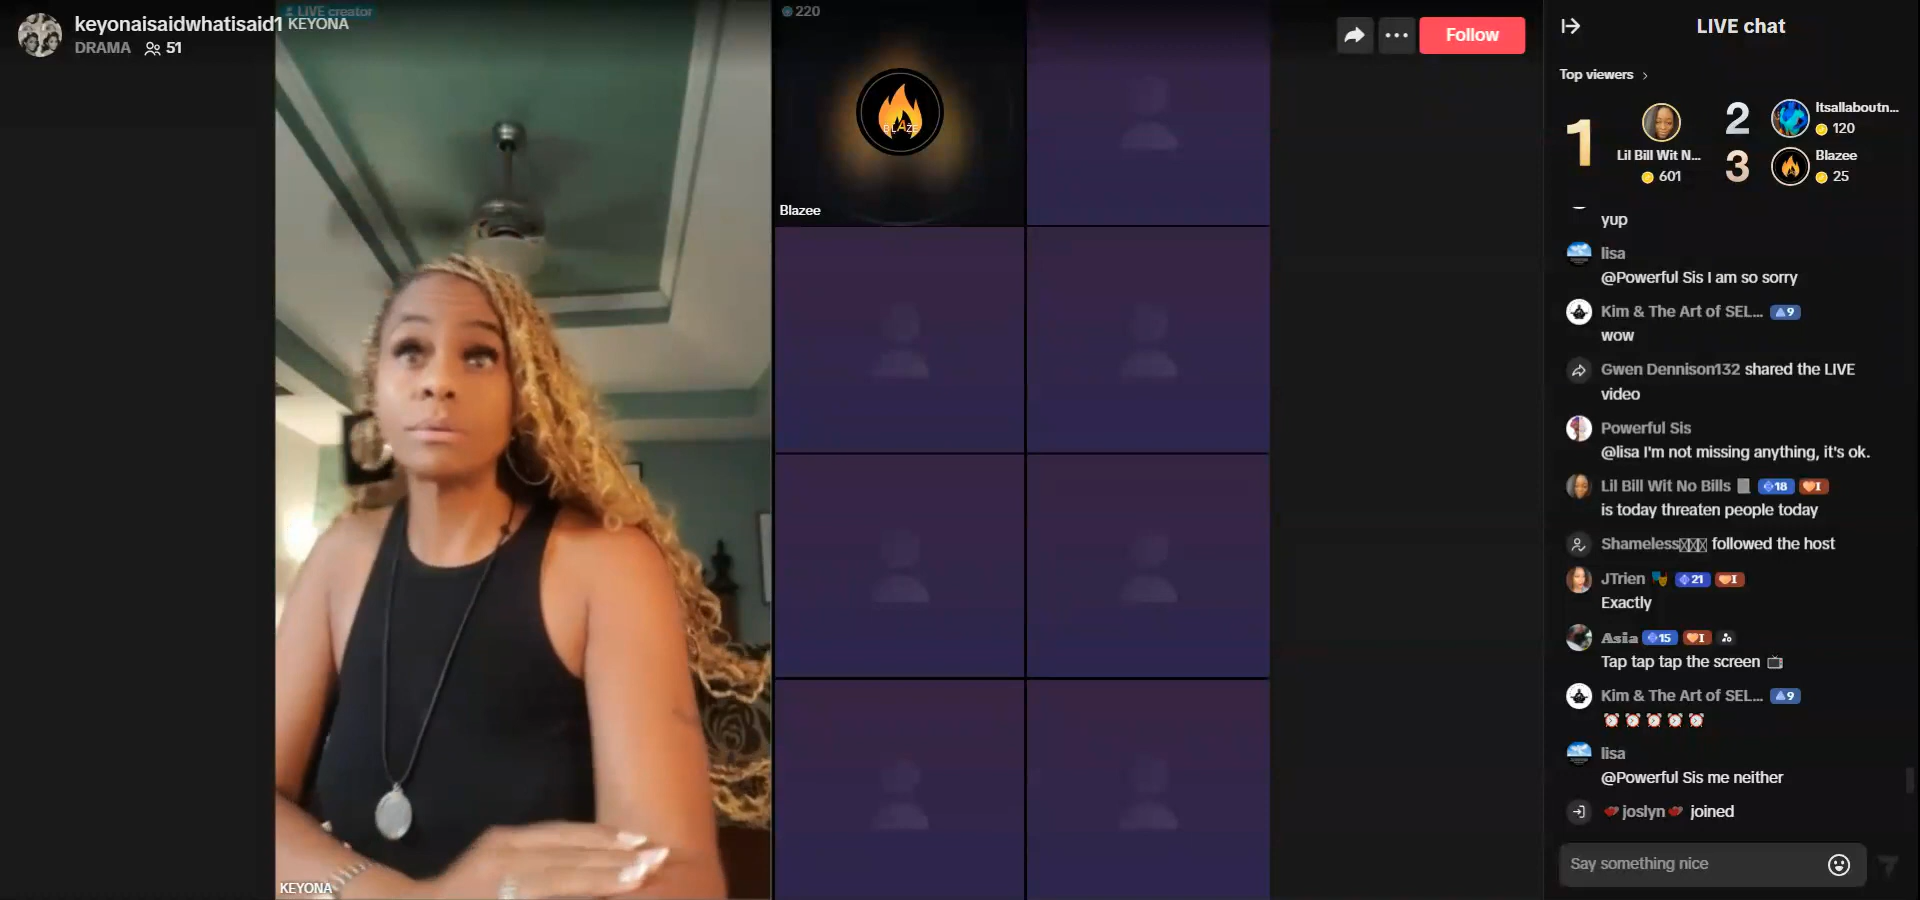 keyonaisaidwhatisaid1
DRAMA 51
LIVE creator
KEYONA
220
BLAZE
Blazee
KEYONA
Follow
LIVE chat
Top viewers
1
Lil Bill Wit N...
601
2
Itsallaboutn...
120
3
Blazee
25
yup
lisa
@Powerful Sis I am so sorry
Kim & The Art of SEL... 9
wow
Gwen Dennison132 shared the LIVE
video
Powerful Sis
@lisa I'm not missing anything, it's ok.
Lil Bill Wit No Bills 18 I
is today threaten people today
Shameless followed the host
JTrien 21 I
Exactly
Asia 15 I
Tap tap tap the screen
Kim & The Art of SEL... 9
lisa
@Powerful Sis me neither
joslyn joined
Say something nice